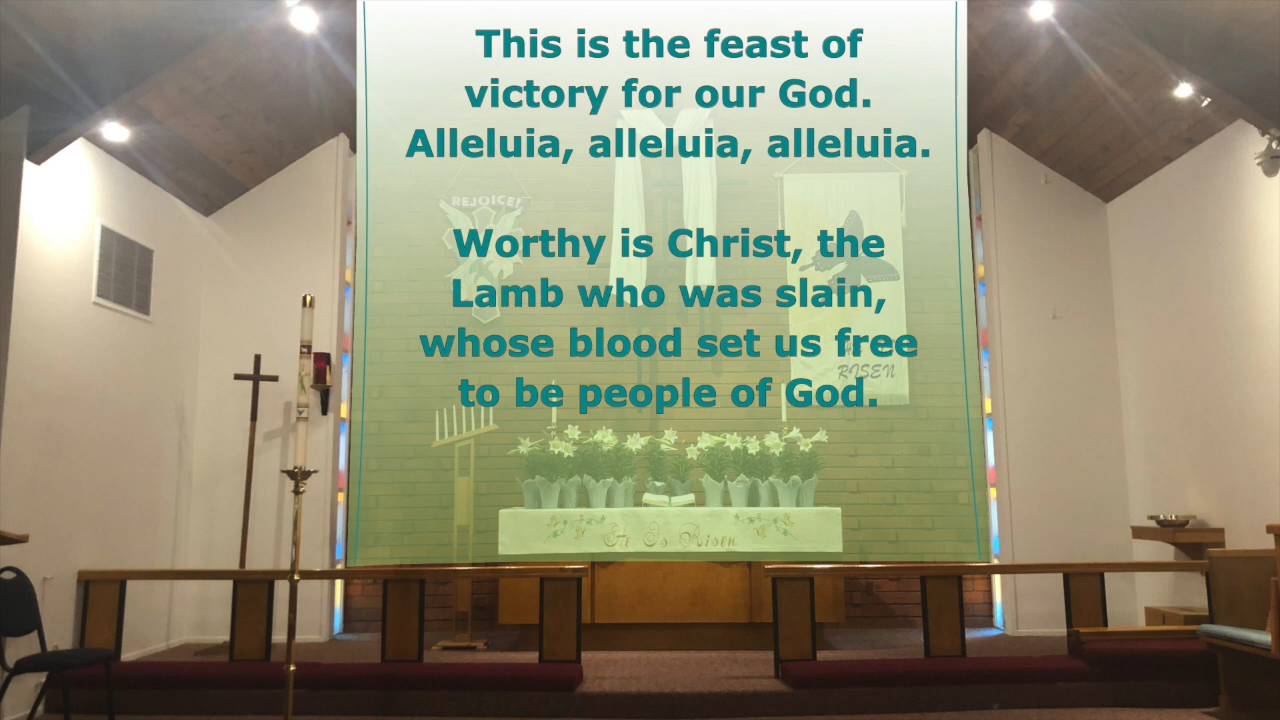 This is the feast of
victory for our God.
Alleluia, alleluia, alleluia.
REJOICE!
Worthy is Christ, the
Lamb who was slain,
whose blood set us free
to be people of God.
RISEN
He Is Risen